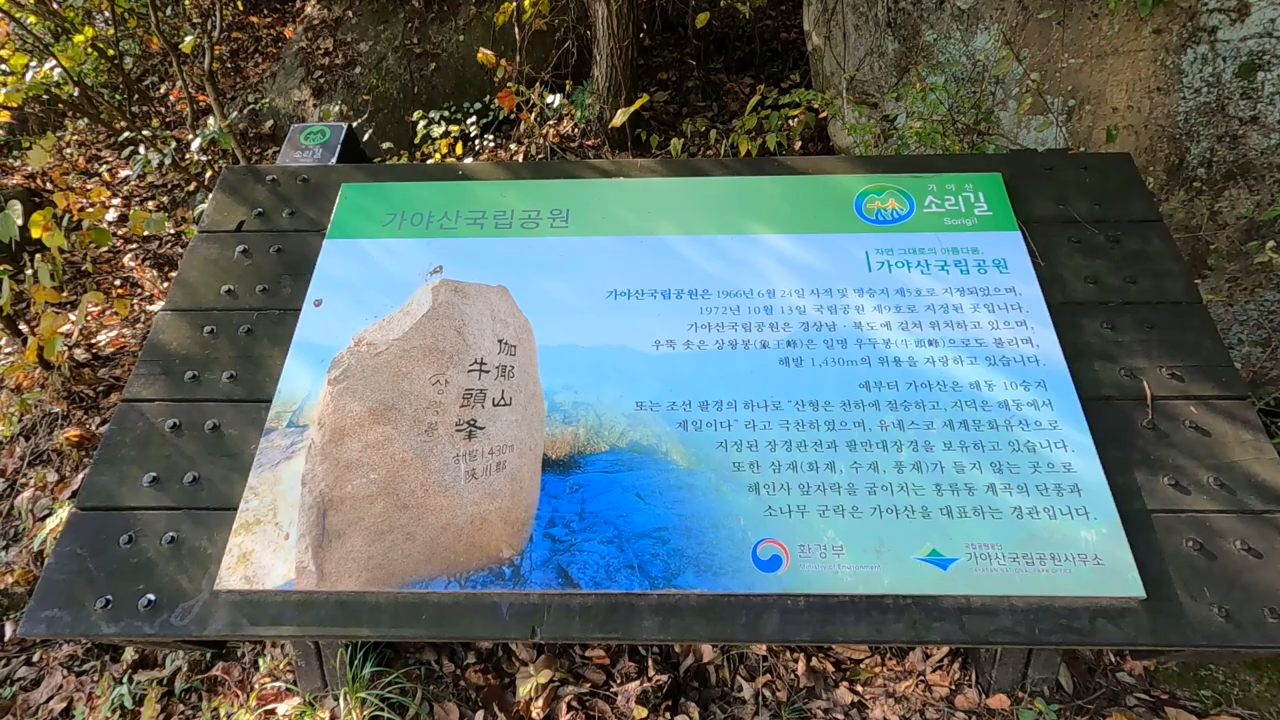 소리길
가야산국립공원
가야산
소리길
Sorigil
자연 그대로의 아름다움,
가야산국립공원
가야산국립공원은 1966년 6월 24일 사적 및 명승지 제5호로 지정되었으며,
1972년 10월 13일 국립공원 제9호로 지정된 곳입니다.
가야산국립공원은 경상남·북도에 걸쳐 위치하고 있으며,
우뚝 솟은 상왕봉(象王峰)은 일명 우두봉(牛頭峰)으로도 불리며,
해발 1,430m의 위용을 자랑하고 있습니다.
예부터 가야산은 해동 10승지
또는 조선 팔경의 하나로 "산형은 천하에 절승하고, 지덕은 해동에서
제일이다" 라고 극찬하였으며, 유네스코 세계문화유산으로
지정된 장경판전과 팔만대장경을 보유하고 있습니다.
또한 삼재(화재, 수재, 풍재)가 들지 않는 곳으로
해인사 앞자락을 굽이치는 홍류동 계곡의 단풍과
소나무 군락은 가야산을 대표하는 경관입니다.
伽倻山
牛頭峰
(상왕봉)
해발 1,430m
陜川郡
환경부
Ministry of Environment
국립공원공단
가야산국립공원사무소
GAYASAN NATIONAL PARK OFFICE